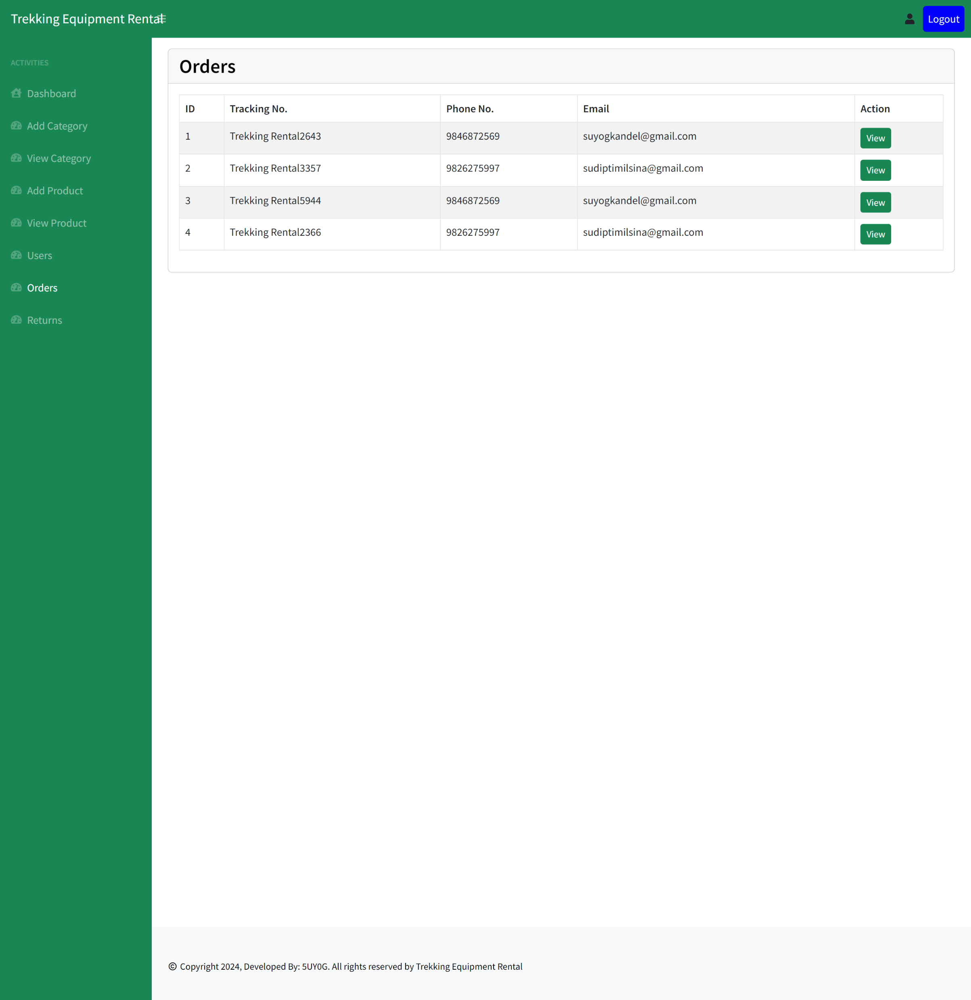 Trekking Equipment Rental
Logout
ACTIVITIES
Dashboard
Add Category
View Category
Add Product
View Product
Users
Orders
Returns
Orders
ID Tracking No. Phone No. Email Action
1 Trekking Rental2643 9846872569 suyogkandel@gmail.com View
2 Trekking Rental3357 9826275997 sudiptimilsina@gmail.com View
3 Trekking Rental5944 9846872569 suyogkandel@gmail.com View
4 Trekking Rental2366 9826275997 sudiptimilsina@gmail.com View
© Copyright 2024, Developed By: 5UY0G. All rights reserved by Trekking Equipment Rental